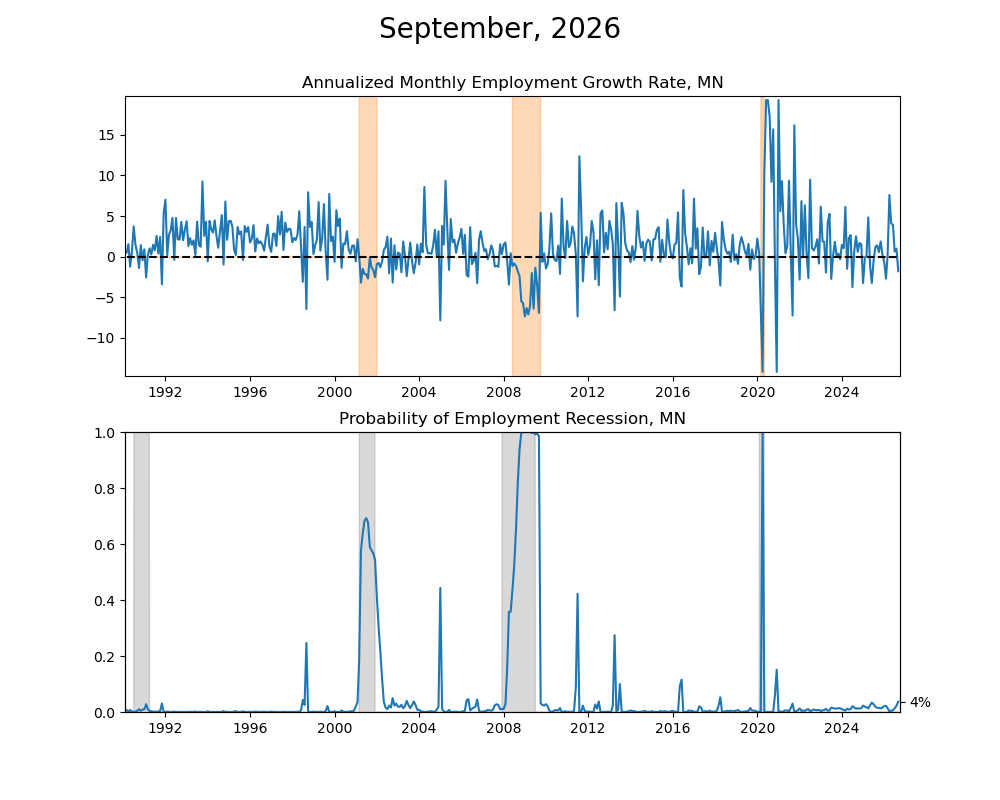 September, 2026
Annualized Monthly Employment Growth Rate, MN
15
10
5
0
−5
−10
1992 1996 2000 2004 2008 2012 2016 2020 2024
Probability of Employment Recession, MN
1.0
0.8
0.6
0.4
0.2
0.0
4%
1992 1996 2000 2004 2008 2012 2016 2020 2024